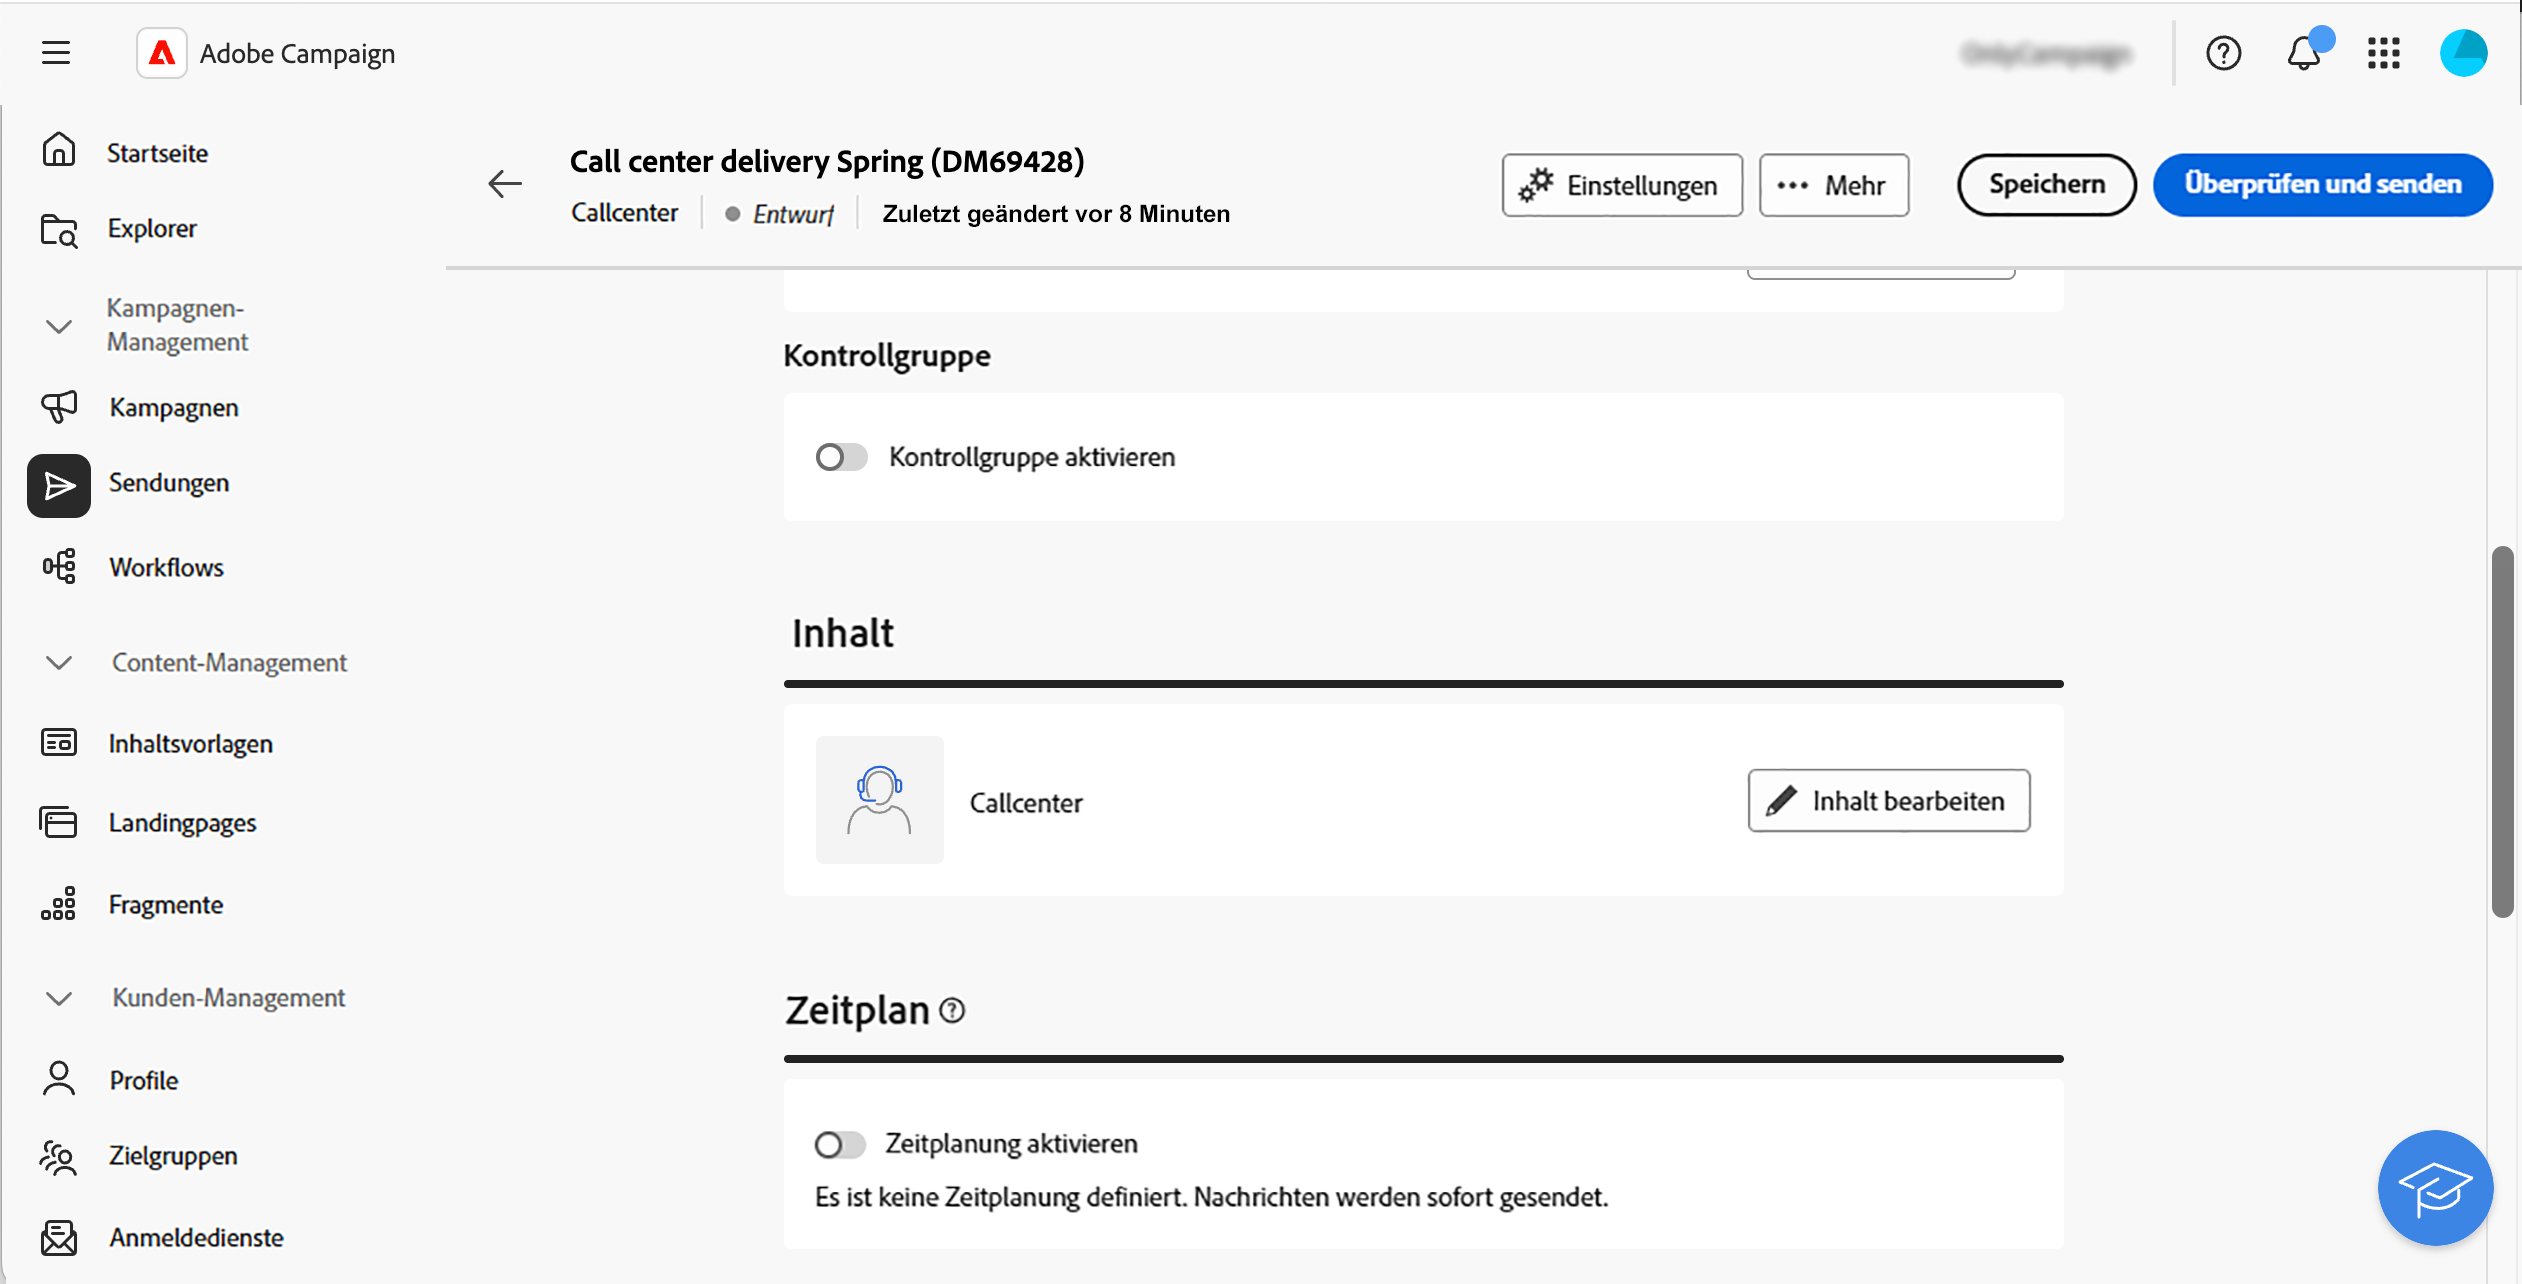 Adobe Campaign
Startseite
Explorer
Kampagnen-
Management
Kampagnen
Sendungen
Workflows
Content-Management
Inhaltsvorlagen
Landingpages
Fragmente
Kunden-Management
Profile
Zielgruppen
Anmeldedienste
Call center delivery Spring (DM69428)
Callcenter
Entwurf
Zuletzt geändert vor 8 Minuten
Einstellungen
Mehr
Speichern
Überprüfen und senden
Kontrollgruppe
Kontrollgruppe aktivieren
Inhalt
Callcenter
Inhalt bearbeiten
Zeitplan
Zeitplanung aktivieren
Es ist keine Zeitplanung definiert. Nachrichten werden sofort gesendet.